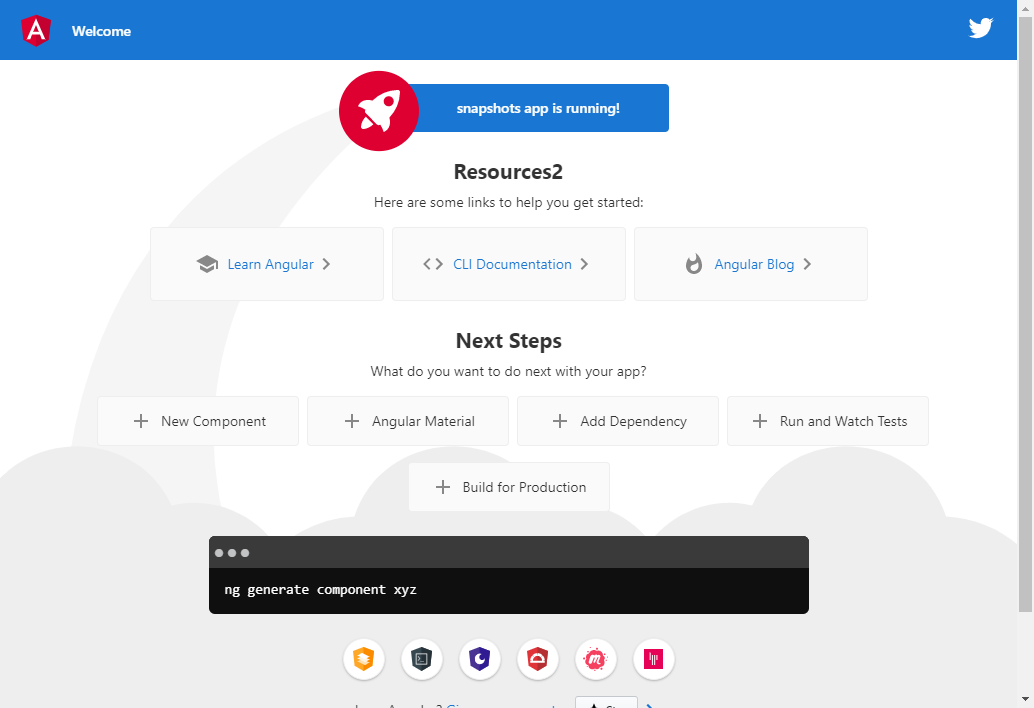 Welcome
snapshots app is running!
Resources2
Here are some links to help you get started:
Learn Angular
CLI Documentation
Angular Blog
Next Steps
What do you want to do next with your app?
New Component
Angular Material
Add Dependency
Run and Watch Tests
Build for Production
ng generate component xyz